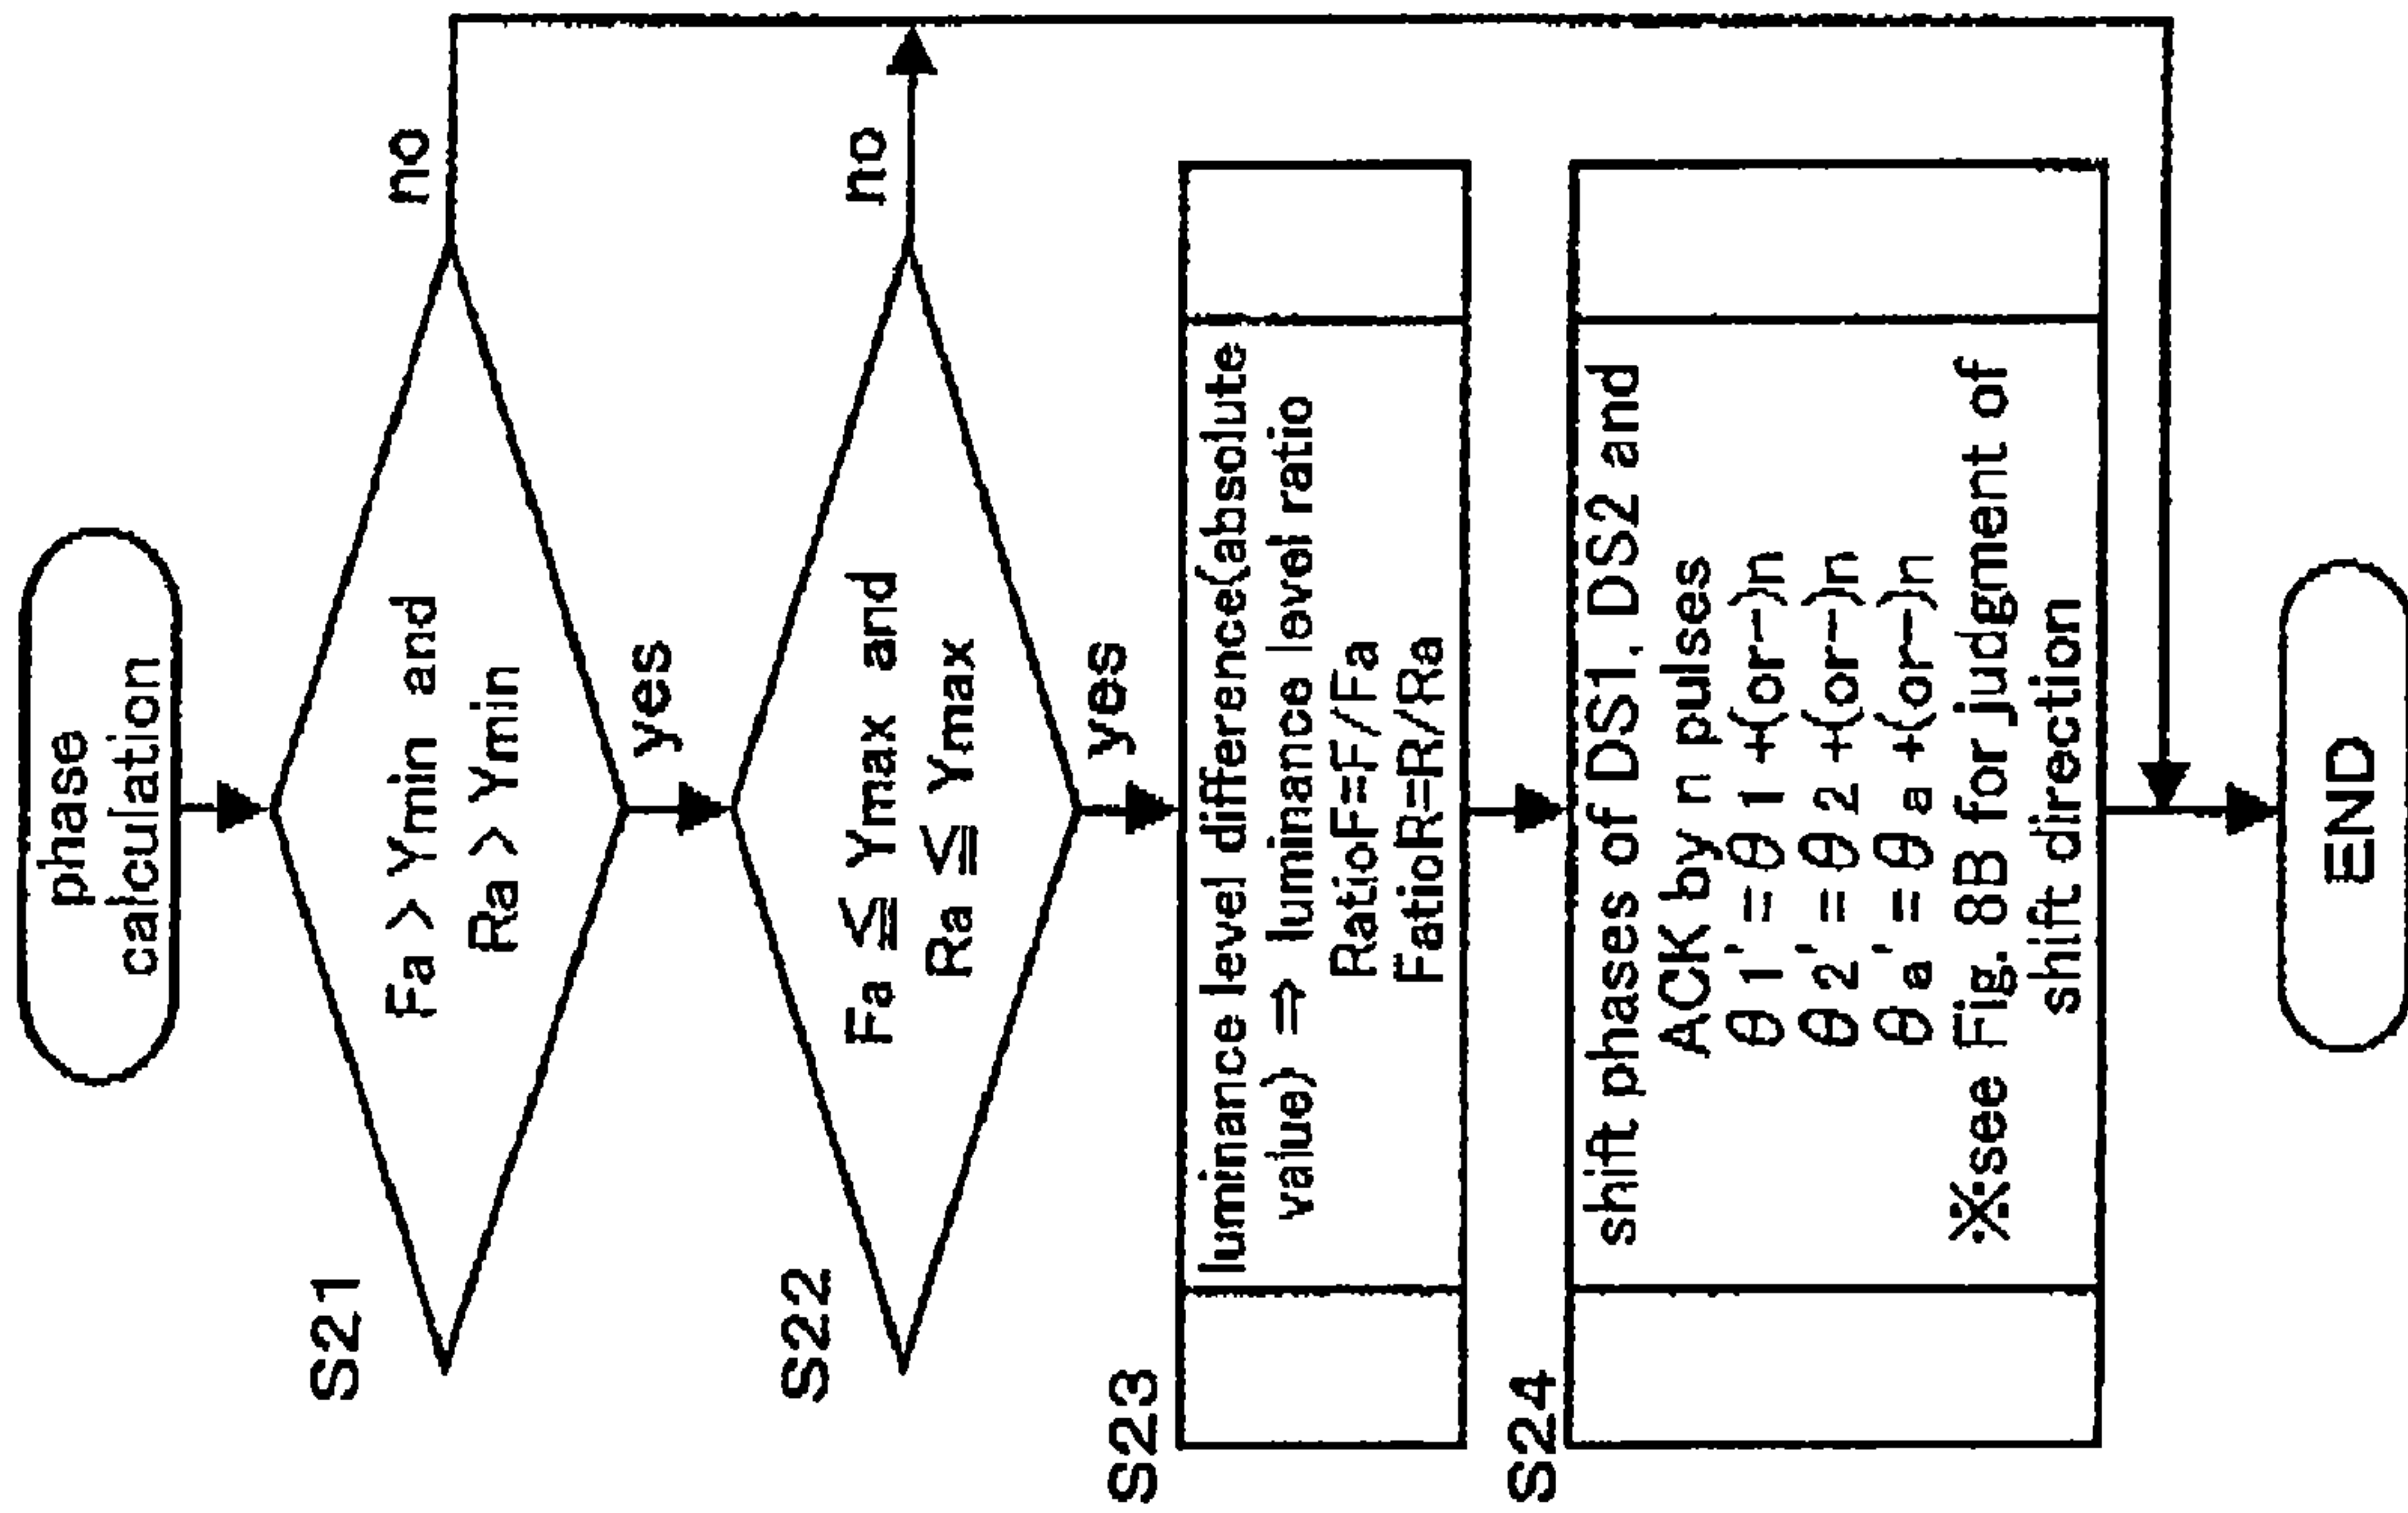 phase
calculation
S21
Fa > Ymin and
Ra > Ymin
no
yes
S22
Fa ≦ Ymax and
Ra ≦ Ymax
no
yes
S23
luminance level difference(absolute
value) ⇒ luminance level ratio
RatioF=F/Fa
FatioR=R/Ra
S24
shift phases of DS1, DS2 and
ACK by n pulses
θ1'=θ1+(or−)n
θ2'=θ2+(or−)n
θa'=θa+(or−)n
※see Fig. 8B for judgment of
shift direction
END